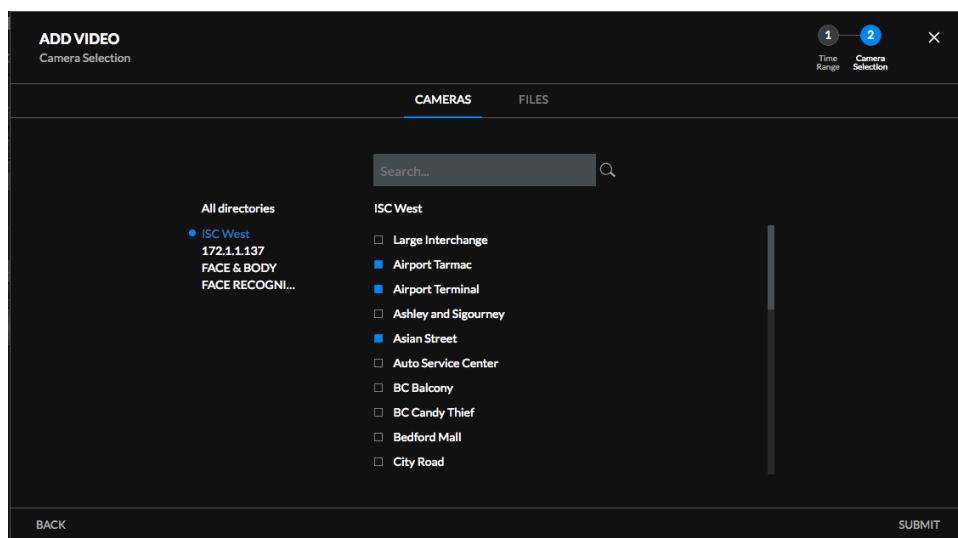 ADD VIDEO
Camera Selection
1
2
Time
Range
Camera
Selection
CAMERAS
FILES
Search...
All directories
ISC West
172.1.1.137
FACE & BODY
FACE RECOGNI...
ISC West
Large Interchange
Airport Tarmac
Airport Terminal
Ashley and Sigourney
Asian Street
Auto Service Center
BC Balcony
BC Candy Thief
Bedford Mall
City Road
BACK
SUBMIT